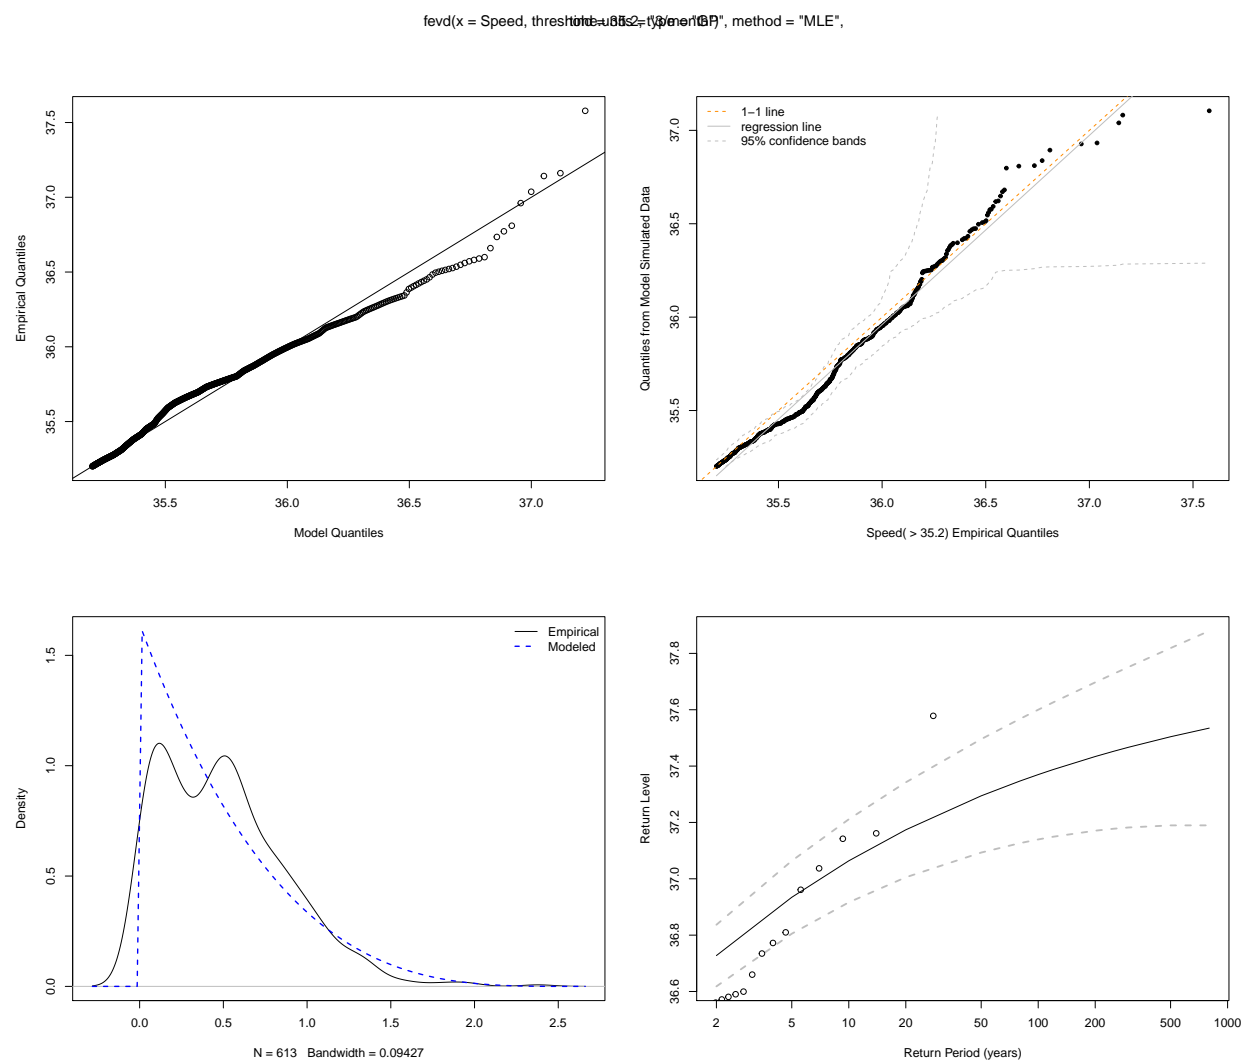 fevd(x = Speed, threshold = 35.2, type = "GP", method = "MLE",
Empirical Quantiles
35.5 36.0 36.5 37.0 37.5
35.5 36.0 36.5 37.0
Model Quantiles
1−1 line
regression line
95% confidence bands
Quantiles from Model Simulated Data
35.5 36.0 36.5 37.0
35.5 36.0 36.5 37.0 37.5
Speed( > 35.2) Empirical Quantiles
Empirical
Modeled
Density
0.0 0.5 1.0 1.5
0.0 0.5 1.0 1.5 2.0 2.5
N = 613 Bandwidth = 0.09427
Return Level
36.6 36.8 37.0 37.2 37.4 37.6 37.8
2 5 10 20 50 100 200 500 1000
Return Period (years)